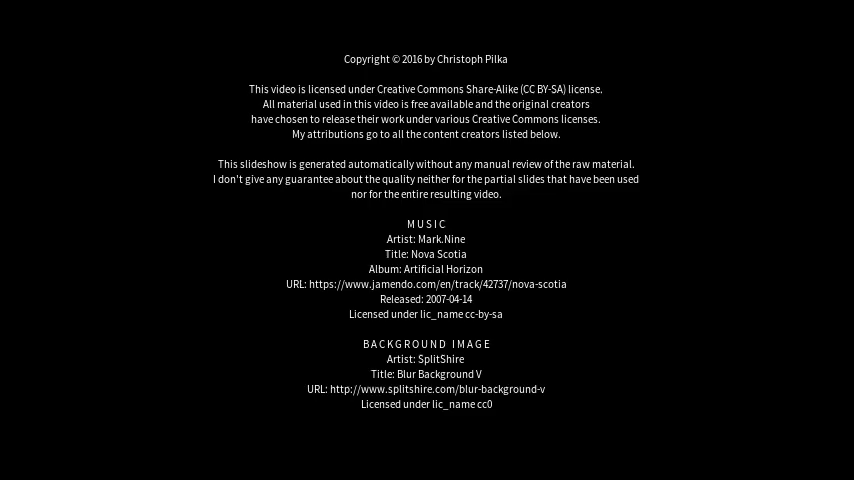 Copyright © 2016 by Christoph Pilka
This video is licensed under Creative Commons Share-Alike (CC BY-SA) license.
All material used in this video is free available and the original creators
have chosen to release their work under various Creative Commons licenses.
My attributions go to all the content creators listed below.
This slideshow is generated automatically without any manual review of the raw material.
I don't give any guarantee about the quality neither for the partial slides that have been used
nor for the entire resulting video.
MUSIC
Artist: Mark.Nine
Title: Nova Scotia
Album: Artificial Horizon
URL: https://www.jamendo.com/en/track/42737/nova-scotia
Released: 2007-04-14
Licensed under lic_name cc-by-sa
BACKGROUND IMAGE
Artist: SplitShire
Title: Blur Background V
URL: http://www.splitshire.com/blur-background-v
Licensed under lic_name cc0